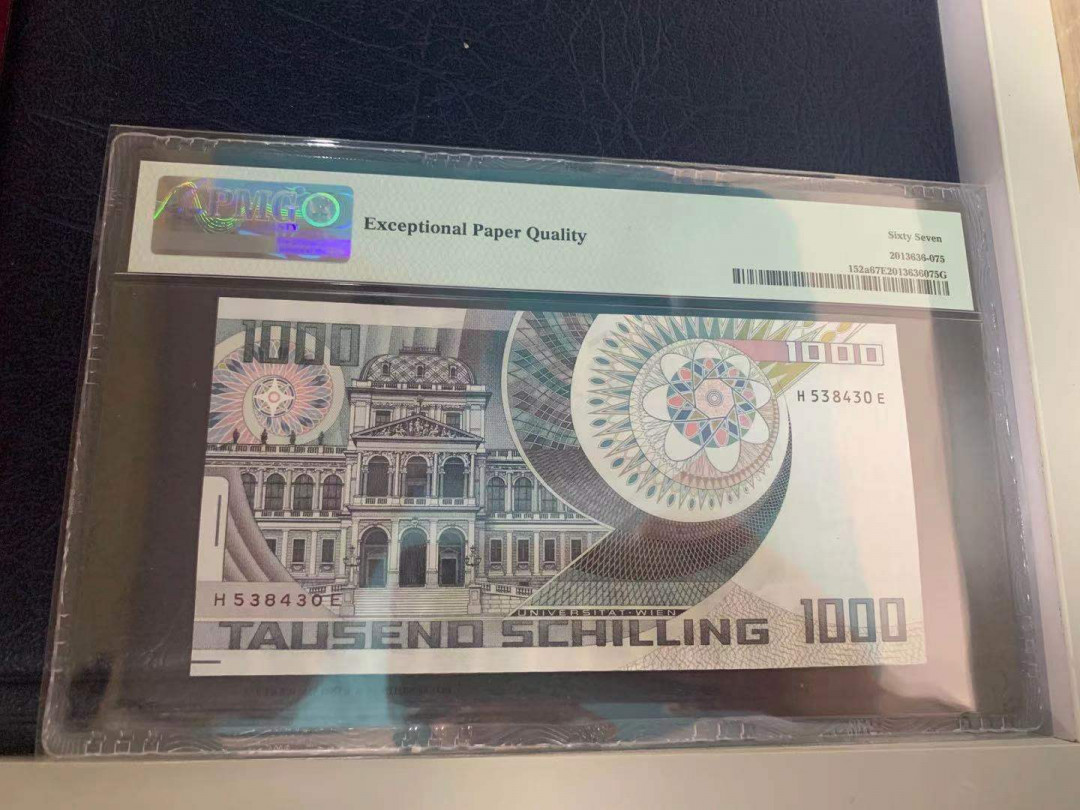 PMG
Exceptional Paper Quality
Sixty Seven
2013636-075
152a67E2013636075G
1000
1000
H 538430 E
H 538430 E
UNIVERSITÄT·WIEN
TAUSEND SCHILLING 1000